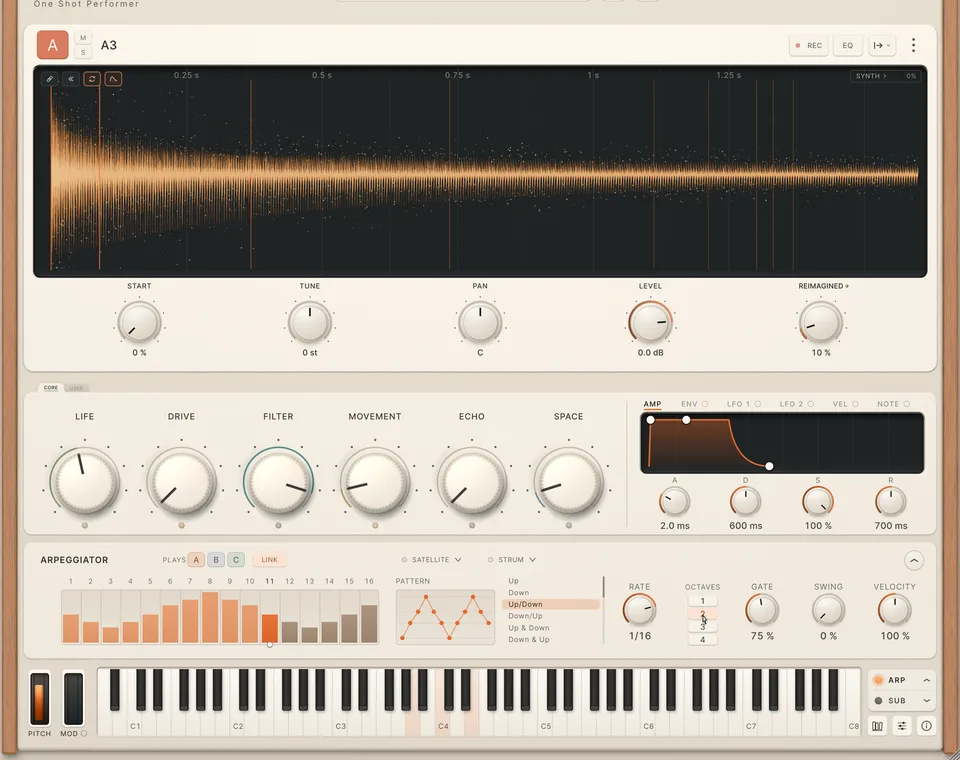 One Shot Performer
A M S A3 REC EQ
0.25 s 0.5 s 0.75 s 1 s 1.25 s SYNTH > 0%
START TUNE PAN LEVEL REIMAGINED
0 % 0 st C 0.0 dB 10 %
CORE USER
LIFE DRIVE FILTER MOVEMENT ECHO SPACE
AMP ENV LFO 1 LFO 2 VEL NOTE
A D S R
2.0 ms 600 ms 100 % 700 ms
ARPEGGIATOR PLAYS A B C LINK SATELLITE STRUM
1 2 3 4 5 6 7 8 9 10 11 12 13 14 15 16
PATTERN
Up
Down
Up/Down
Down/Up
Up & Down
Down & Up
RATE OCTAVES GATE SWING VELOCITY
1
2
3
4
1/16 75 % 0 % 100 %
C1 C2 C3 C4 C5 C6 C7 C8
PITCH MOD
ARP
SUB